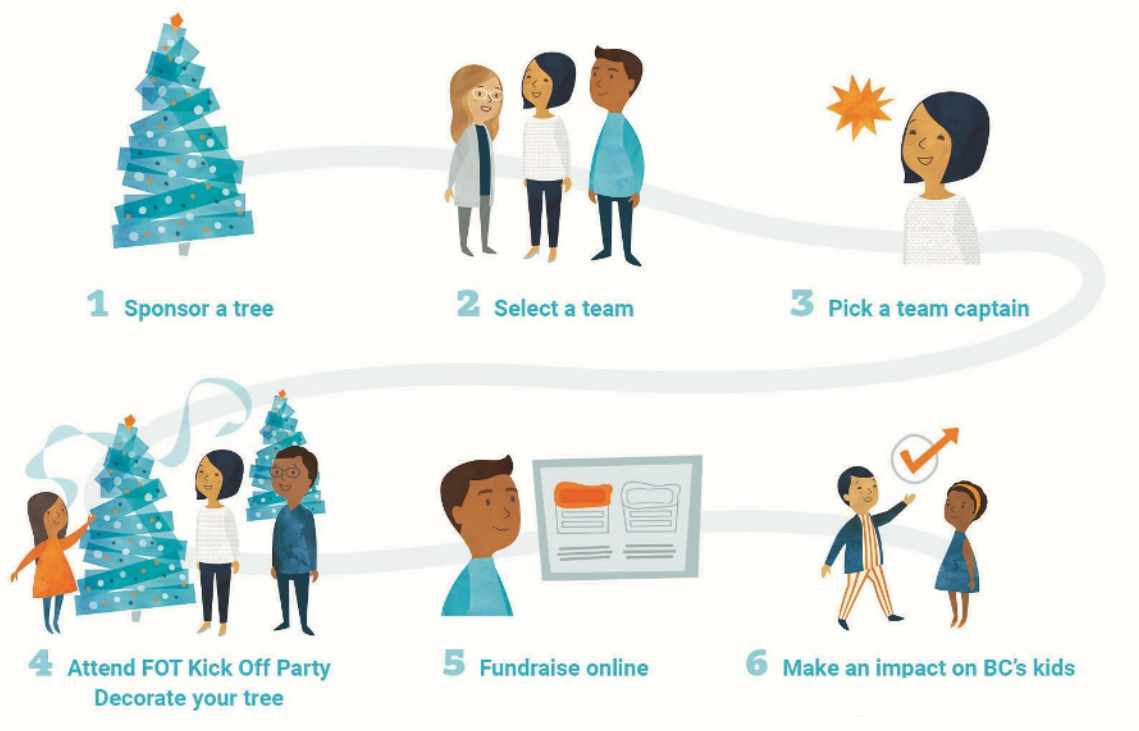 1 Sponsor a tree
2 Select a team
3 Pick a team captain
4 Attend FOT Kick Off Party
Decorate your tree
5 Fundraise online
6 Make an impact on BC's kids